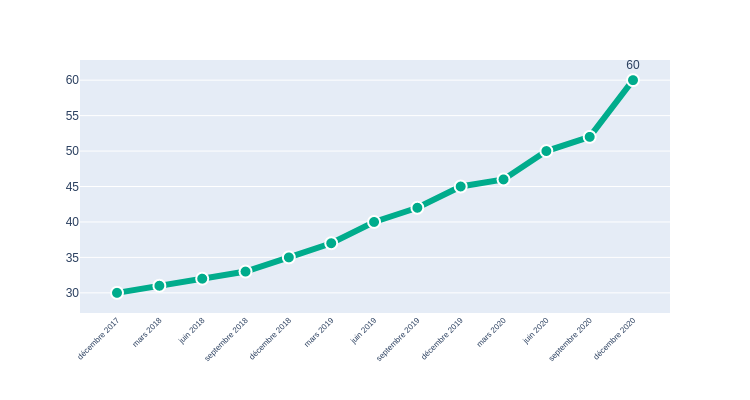 60
60
55
50
45
40
35
30
décembre 2017
mars 2018
juin 2018
septembre 2018
décembre 2018
mars 2019
juin 2019
septembre 2019
décembre 2019
mars 2020
juin 2020
septembre 2020
décembre 2020